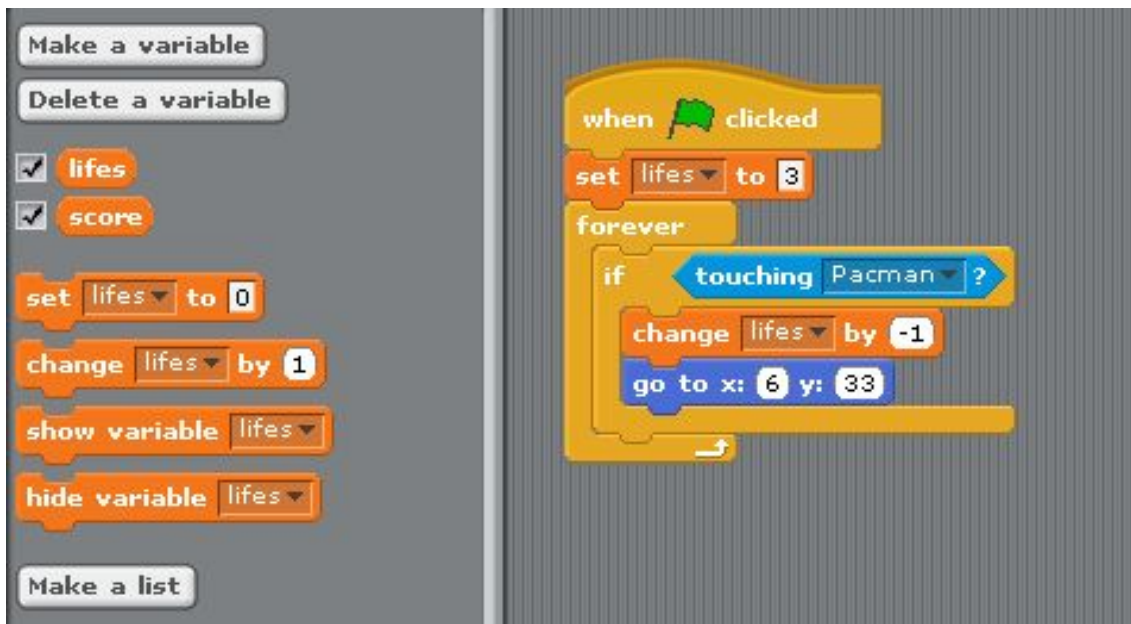 Make a variable
Delete a variable
lifes
score
set lifes to 0
change lifes by 1
show variable lifes
hide variable lifes
Make a list
when clicked
set lifes to 3
forever
if touching Pacman ?
change lifes by -1
go to x: 6 y: 33